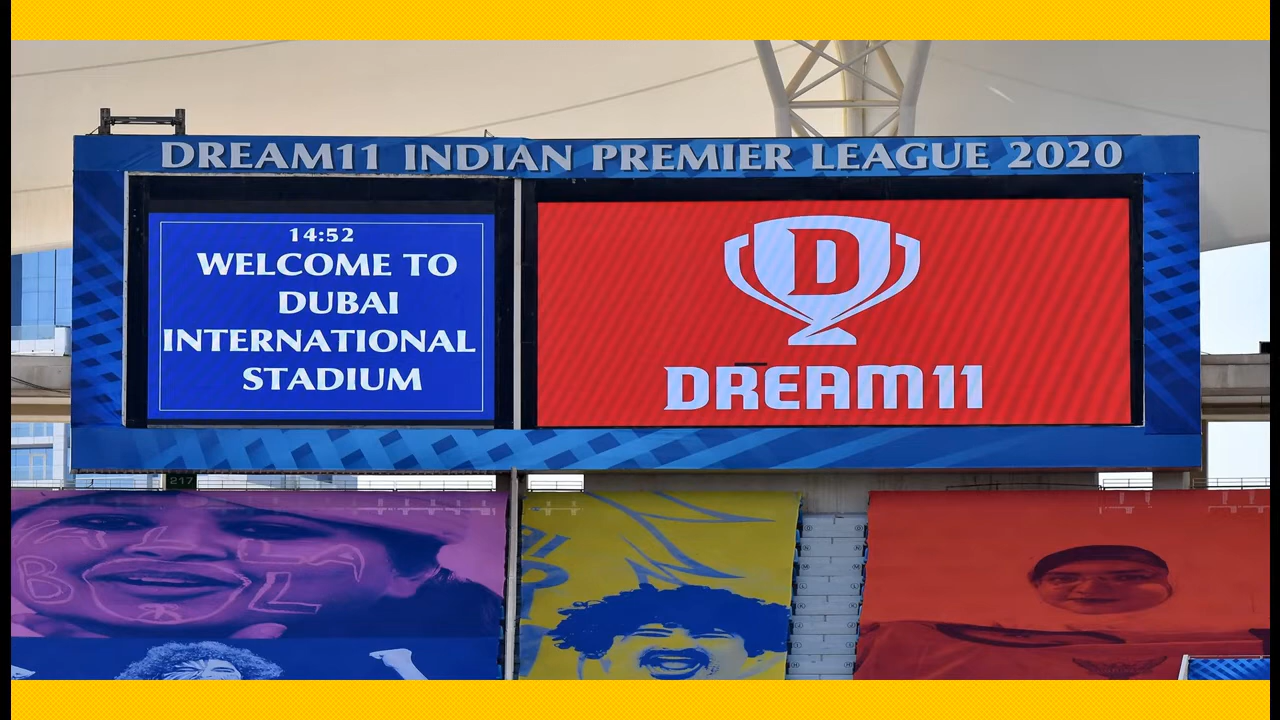 DREAM11 INDIAN PREMIER LEAGUE 2020
14:52
WELCOME TO
DUBAI
INTERNATIONAL
STADIUM
D
DREAM11
217